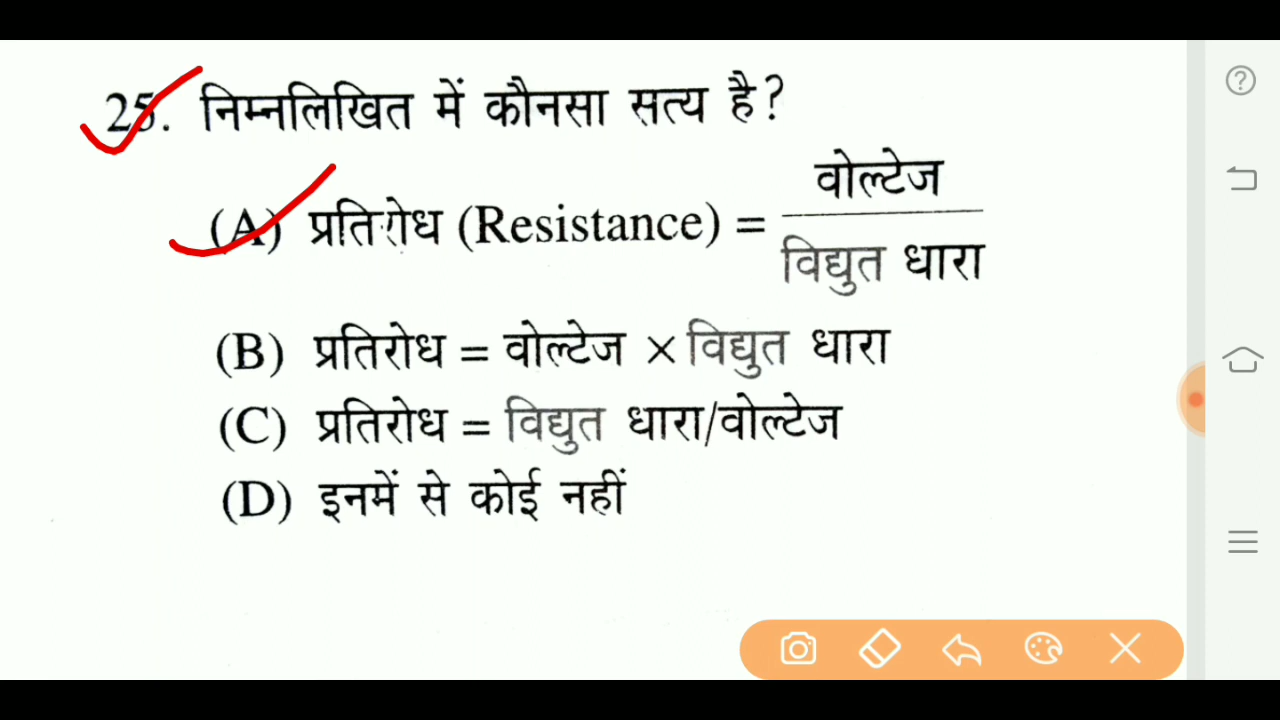 25. निम्नलिखित में कौनसा सत्य है?
(A) प्रतिरोध (Resistance) = वोल्टेज / विद्युत धारा
(B) प्रतिरोध = वोल्टेज × विद्युत धारा
(C) प्रतिरोध = विद्युत धारा/वोल्टेज
(D) इनमें से कोई नहीं